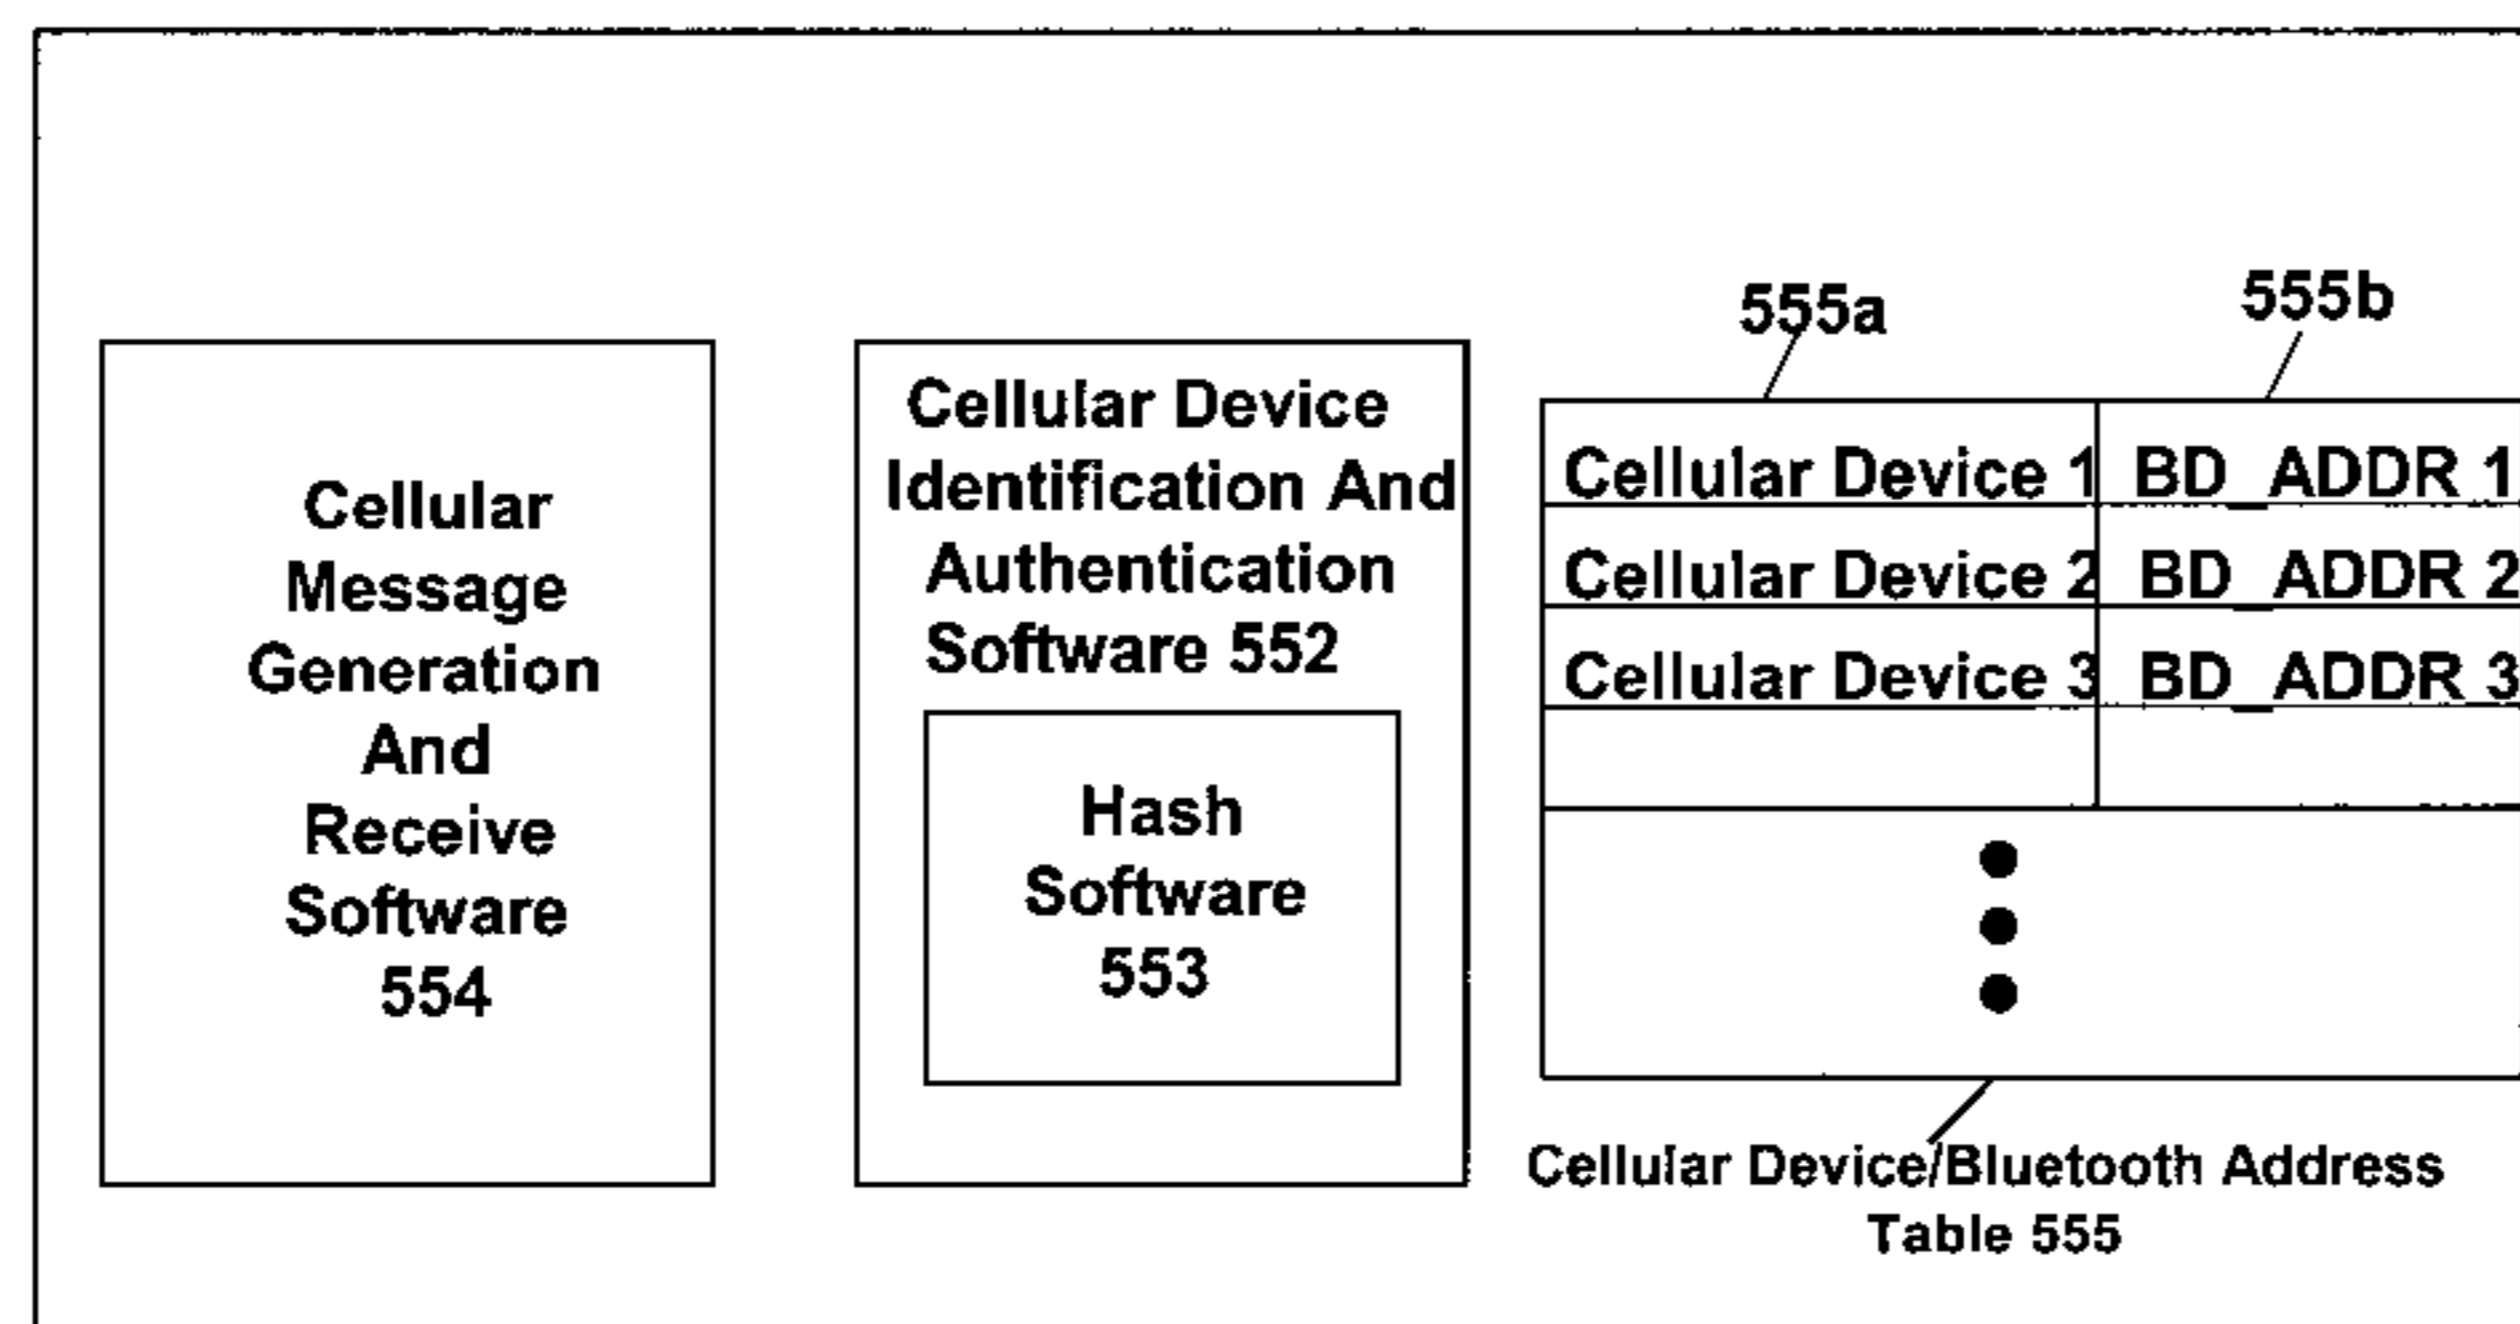 Cellular
Message
Generation
And
Receive
Software
554
Cellular Device
Identification And
Authentication
Software 552
Hash
Software
553
555a
555b
Cellular Device 1 BD_ADDR 1
Cellular Device 2 BD_ADDR 2
Cellular Device 3 BD_ADDR 3
Cellular Device/Bluetooth Address
Table 555